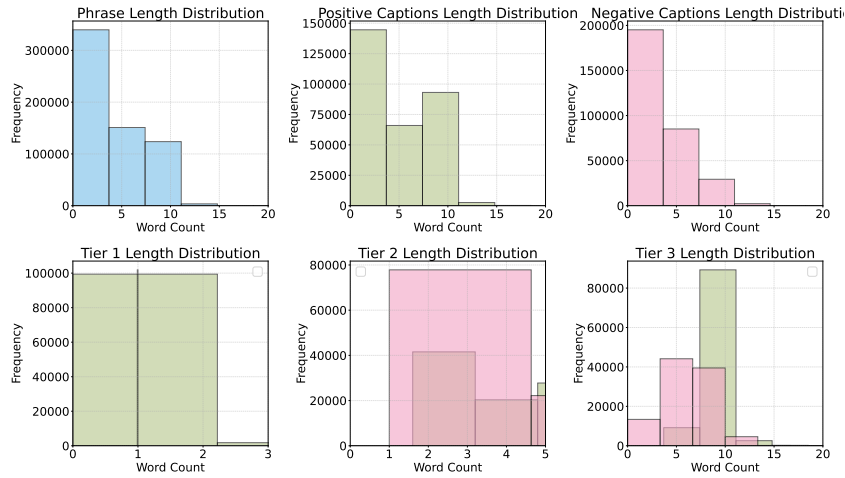 Phrase Length Distribution
Frequency
300000
200000
100000
0
0 5 10 15 20
Word Count
Positive Captions Length Distribution
Frequency
150000
125000
100000
75000
50000
25000
0
0 5 10 15 20
Word Count
Negative Captions Length Distributi
Frequency
200000
150000
100000
50000
0
0 5 10 15 20
Word Count
Tier 1 Length Distribution
Frequency
100000
80000
60000
40000
20000
0
0 1 2 3
Word Count
Tier 2 Length Distribution
Frequency
80000
60000
40000
20000
0
0 1 2 3 4 5
Word Count
Tier 3 Length Distribution
Frequency
80000
60000
40000
20000
0
0 5 10 15 20
Word Count